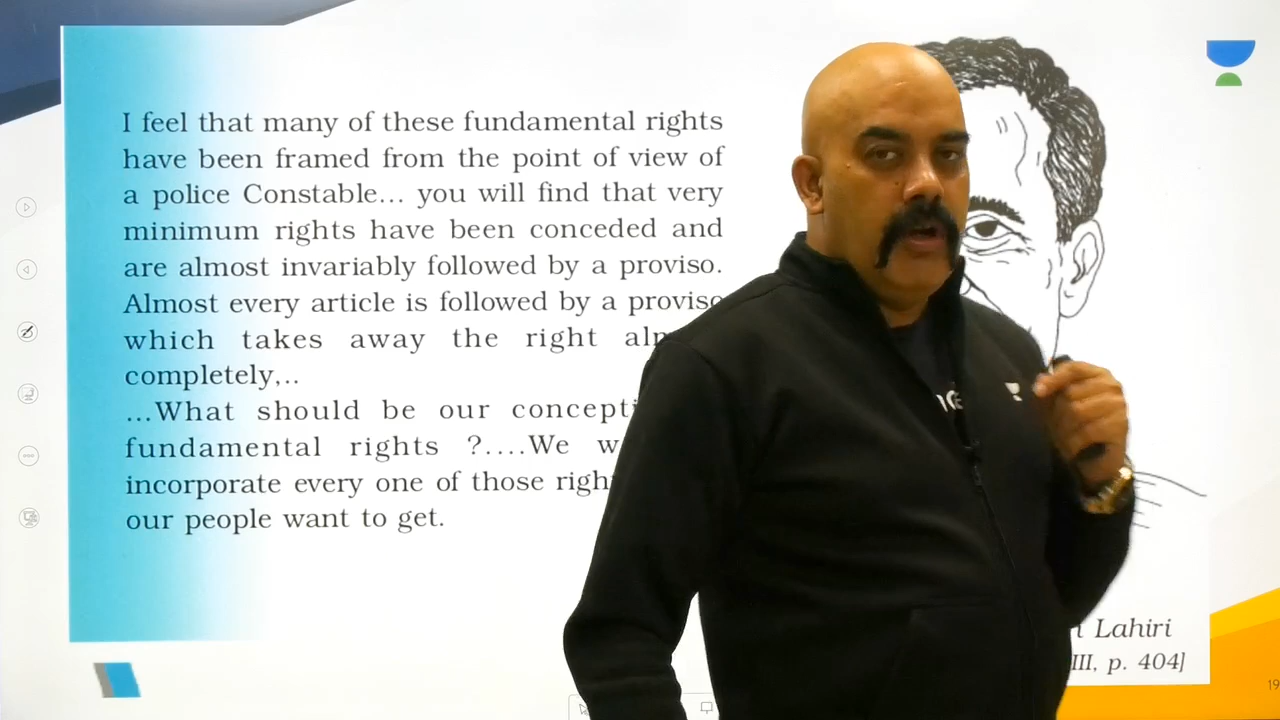 I feel that many of these fundamental rights
have been framed from the point of view of
a police Constable... you will find that very
minimum rights have been conceded and
are almost invariably followed by a proviso.
Almost every article is followed by a proviso
which takes away the right
completely,..
...What should be our
fundamental rights ?....We
incorporate every one of those
our people want to get.
Lahiri
III, p. 404]
19